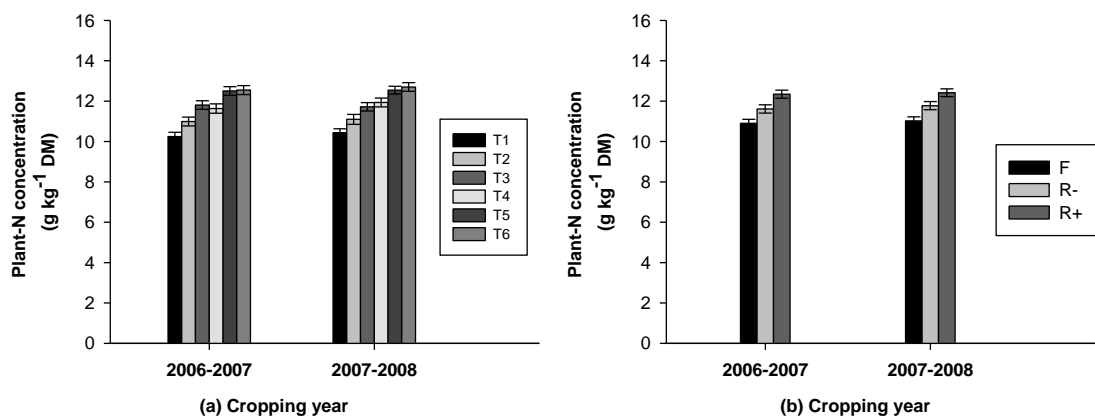 Plant-N concentration
(g kg-1 DM)
16
14
12
10
8
6
4
2
0
T1
T2
T3
T4
T5
T6
2006-2007
2007-2008
(a) Cropping year
Plant-N concentration
(g kg-1 DM)
16
14
12
10
8
6
4
2
0
F
R-
R+
2006-2007
2007-2008
(b) Cropping year